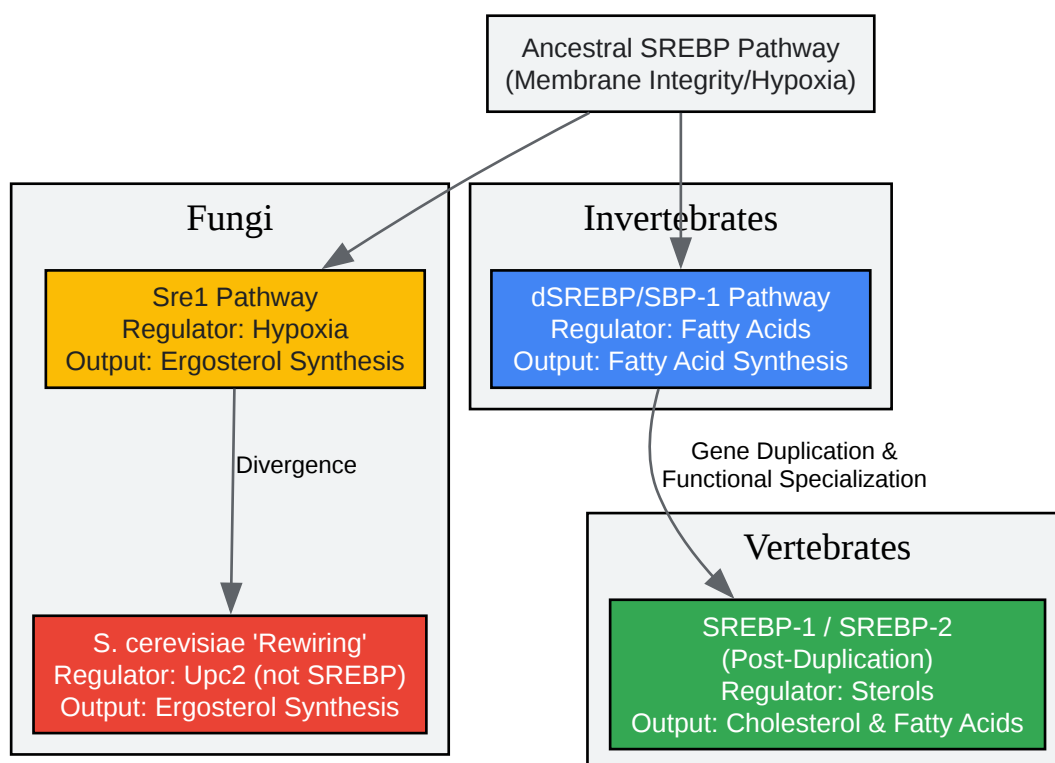 Ancestral SREBP Pathway
(Membrane Integrity/Hypoxia)
Fungi
Sre1 Pathway
Regulator: Hypoxia
Output: Ergosterol Synthesis
Divergence
S. cerevisiae 'Rewiring'
Regulator: Upc2 (not SREBP)
Output: Ergosterol Synthesis
Invertebrates
dSREBP/SBP-1 Pathway
Regulator: Fatty Acids
Output: Fatty Acid Synthesis
Gene Duplication &
Functional Specialization
Vertebrates
SREBP-1 / SREBP-2
(Post-Duplication)
Regulator: Sterols
Output: Cholesterol & Fatty Acids